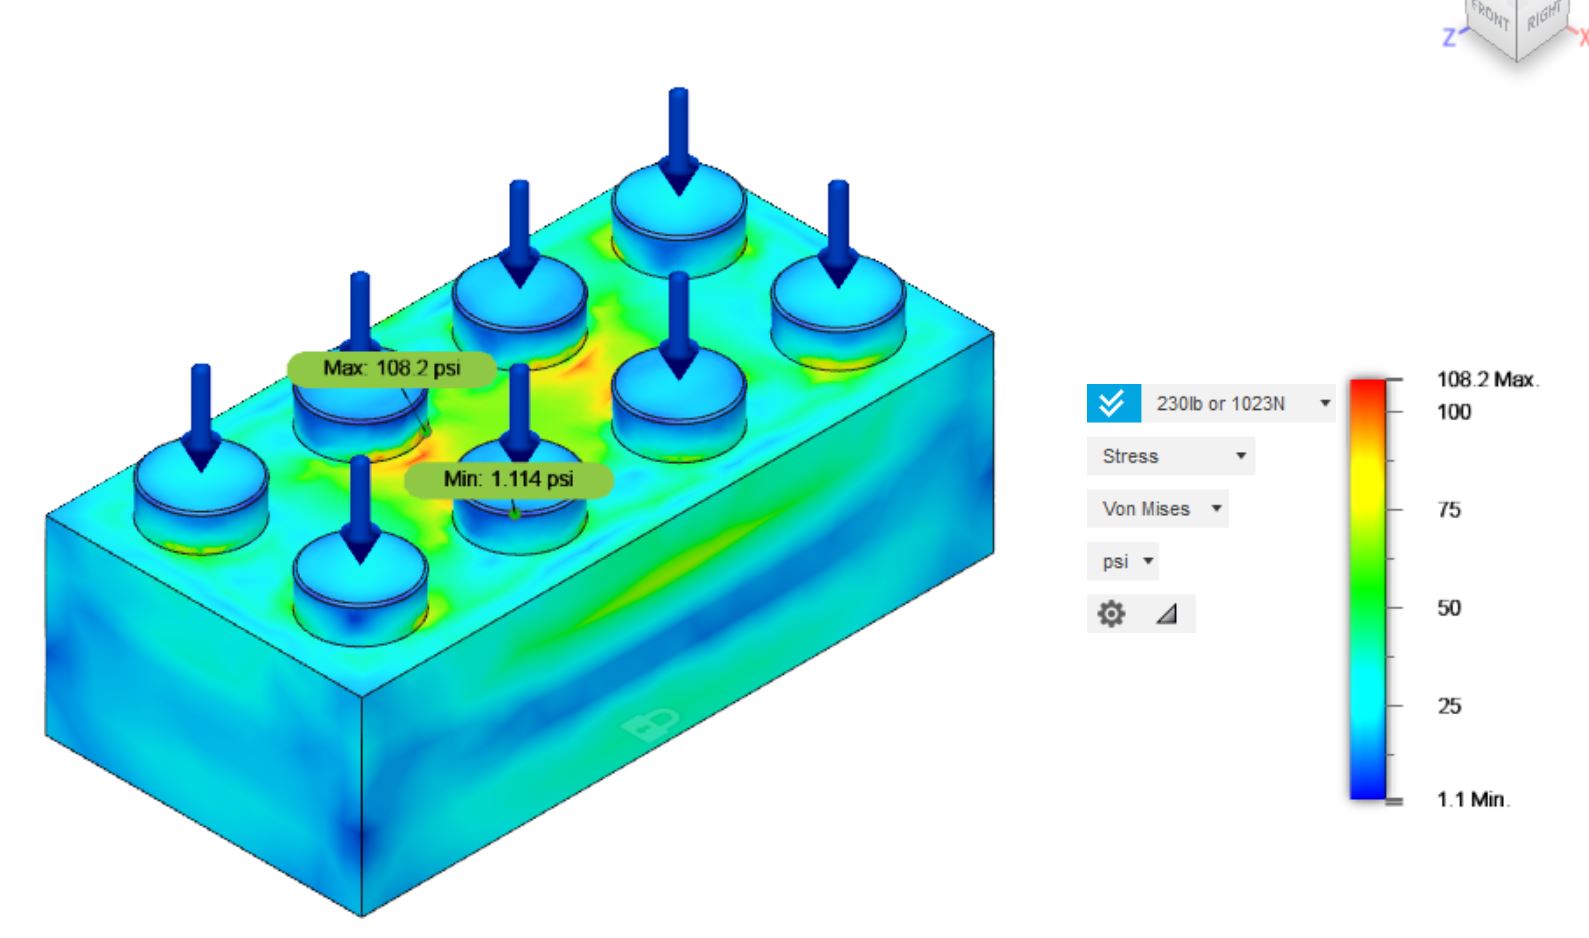 FRONT
RIGHT
Z
X
Max: 108.2 psi
Min: 1.114 psi
230lb or 1023N
Stress
Von Mises
psi
108.2 Max.
100
75
50
25
1.1 Min.